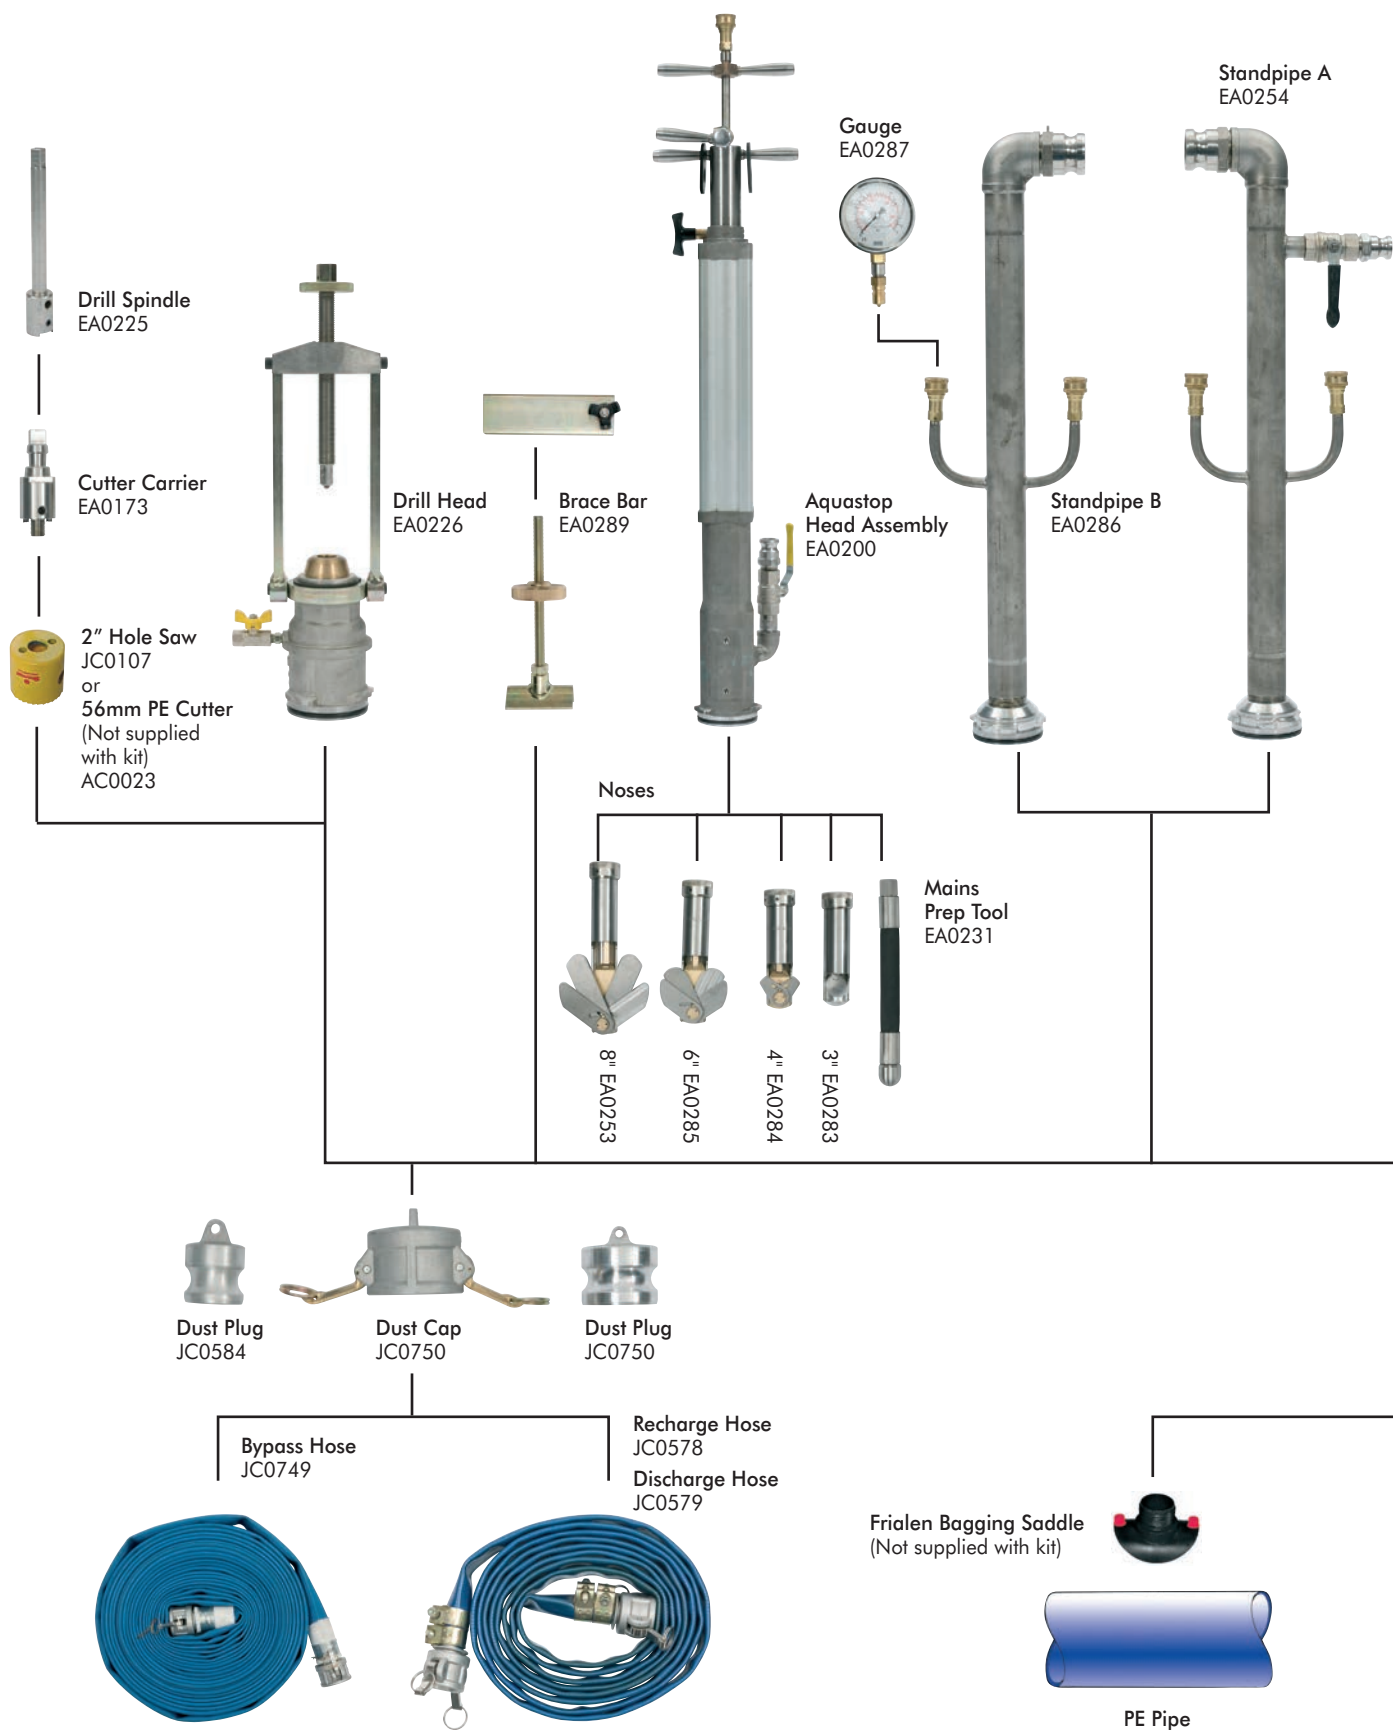 Standpipe A
EA0254
Gauge
EA0287
Drill Spindle
EA0225
Cutter Carrier
EA0173
Drill Head
EA0226
Brace Bar
EA0289
Aquastop
Head Assembly
EA0200
Standpipe B
EA0286
2” Hole Saw
JC0107
or
56mm PE Cutter
(Not supplied
with kit)
AC0023
Noses
Mains
Prep Tool
EA0231
8" EA0253
6" EA0285
4" EA0284
3" EA0283
Dust Plug
JC0584
Dust Cap
JC0750
Dust Plug
JC0750
Bypass Hose
JC0749
Recharge Hose
JC0578
Discharge Hose
JC0579
Frialen Bagging Saddle
(Not supplied with kit)
PE Pipe